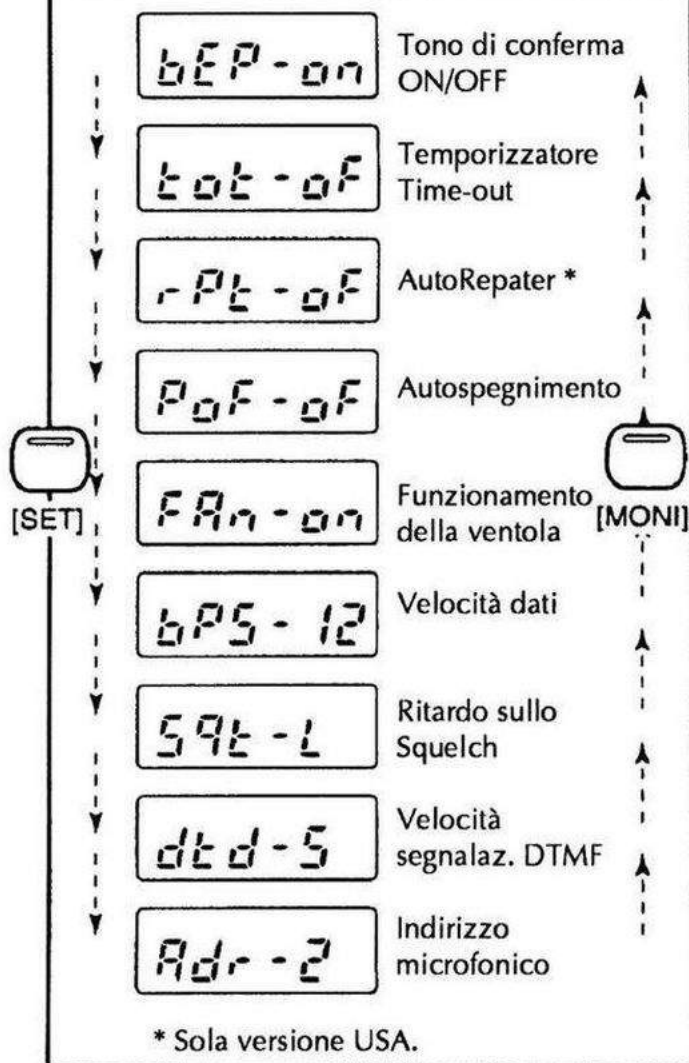 bEP-on
Tono di conferma
ON/OFF
tot-oF
Temporizzatore
Time-out
rPt-oF
AutoRepater *
PoF-oF
Autospegnimento
FAn-on
Funzionamento
della ventola
[SET]
[MONI]
bPS-12
Velocità dati
Sqt-L
Ritardo sullo
Squelch
dtd-S
Velocità
segnalaz. DTMF
Adr-2
Indirizzo
microfonico
* Sola versione USA.